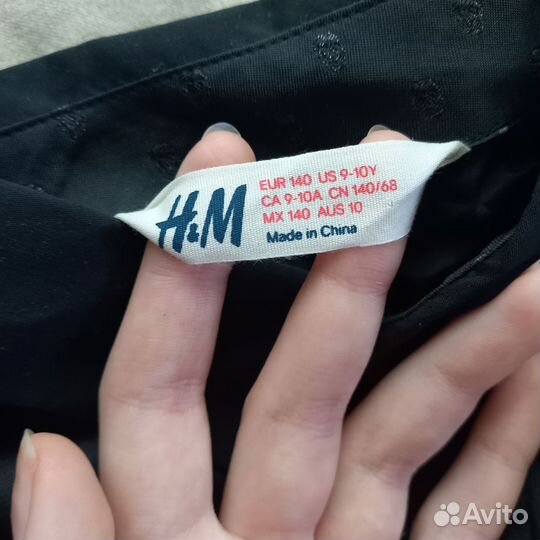 H&M
EUR 140 US 9-10Y
CA 9-10A CN 140/68
MX 140 AUS 10
Made in China
Avito